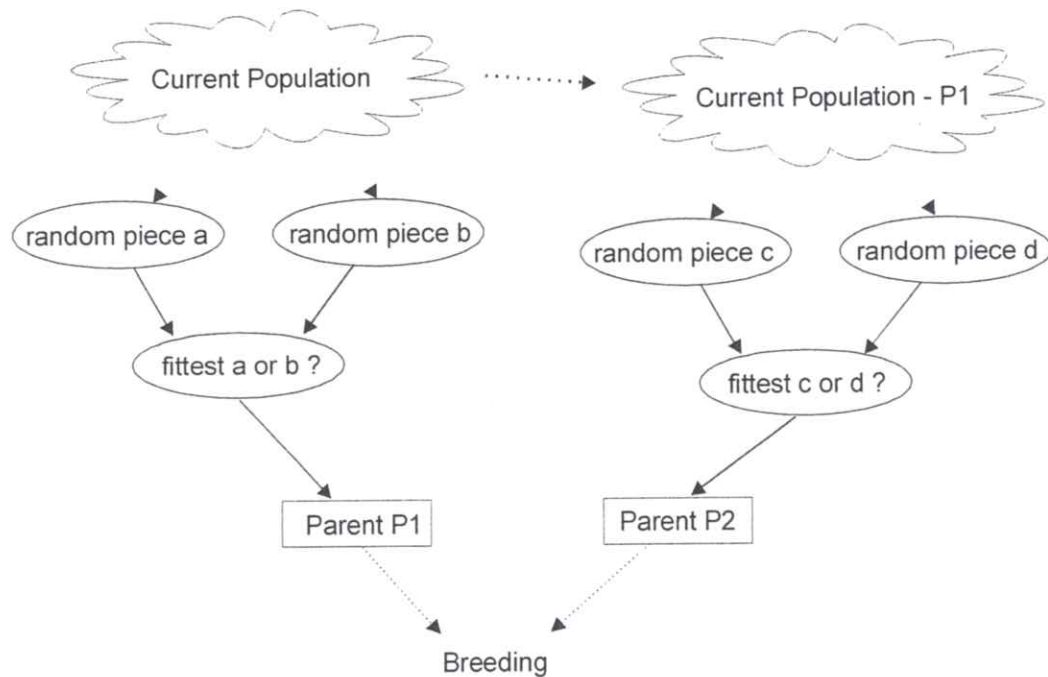 Current Population
Current Population - P1
random piece a
random piece b
random piece c
random piece d
fittest a or b ?
fittest c or d ?
Parent P1
Parent P2
Breeding